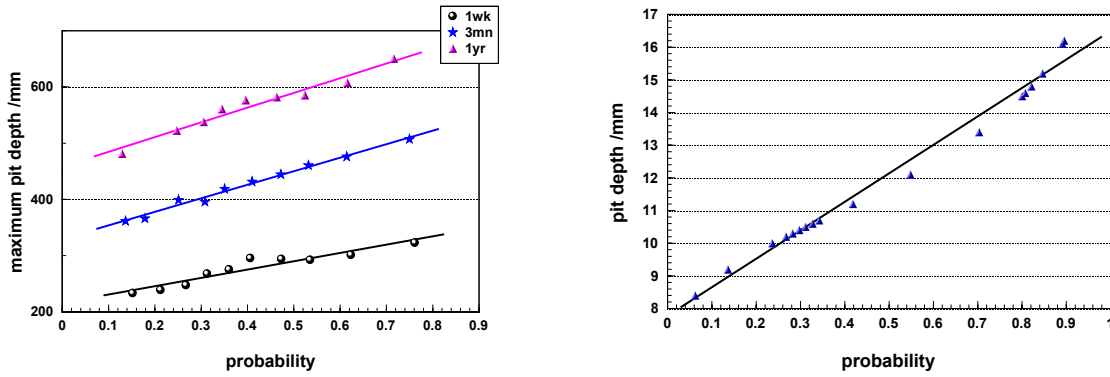 1wk
3mn
1yr
maximum pit depth /mm
600
400
200
0 0.1 0.2 0.3 0.4 0.5 0.6 0.7 0.8 0.9
probability
pit depth /mm
17
16
15
14
13
12
11
10
9
8
0 0.1 0.2 0.3 0.4 0.5 0.6 0.7 0.8 0.9 1
probability